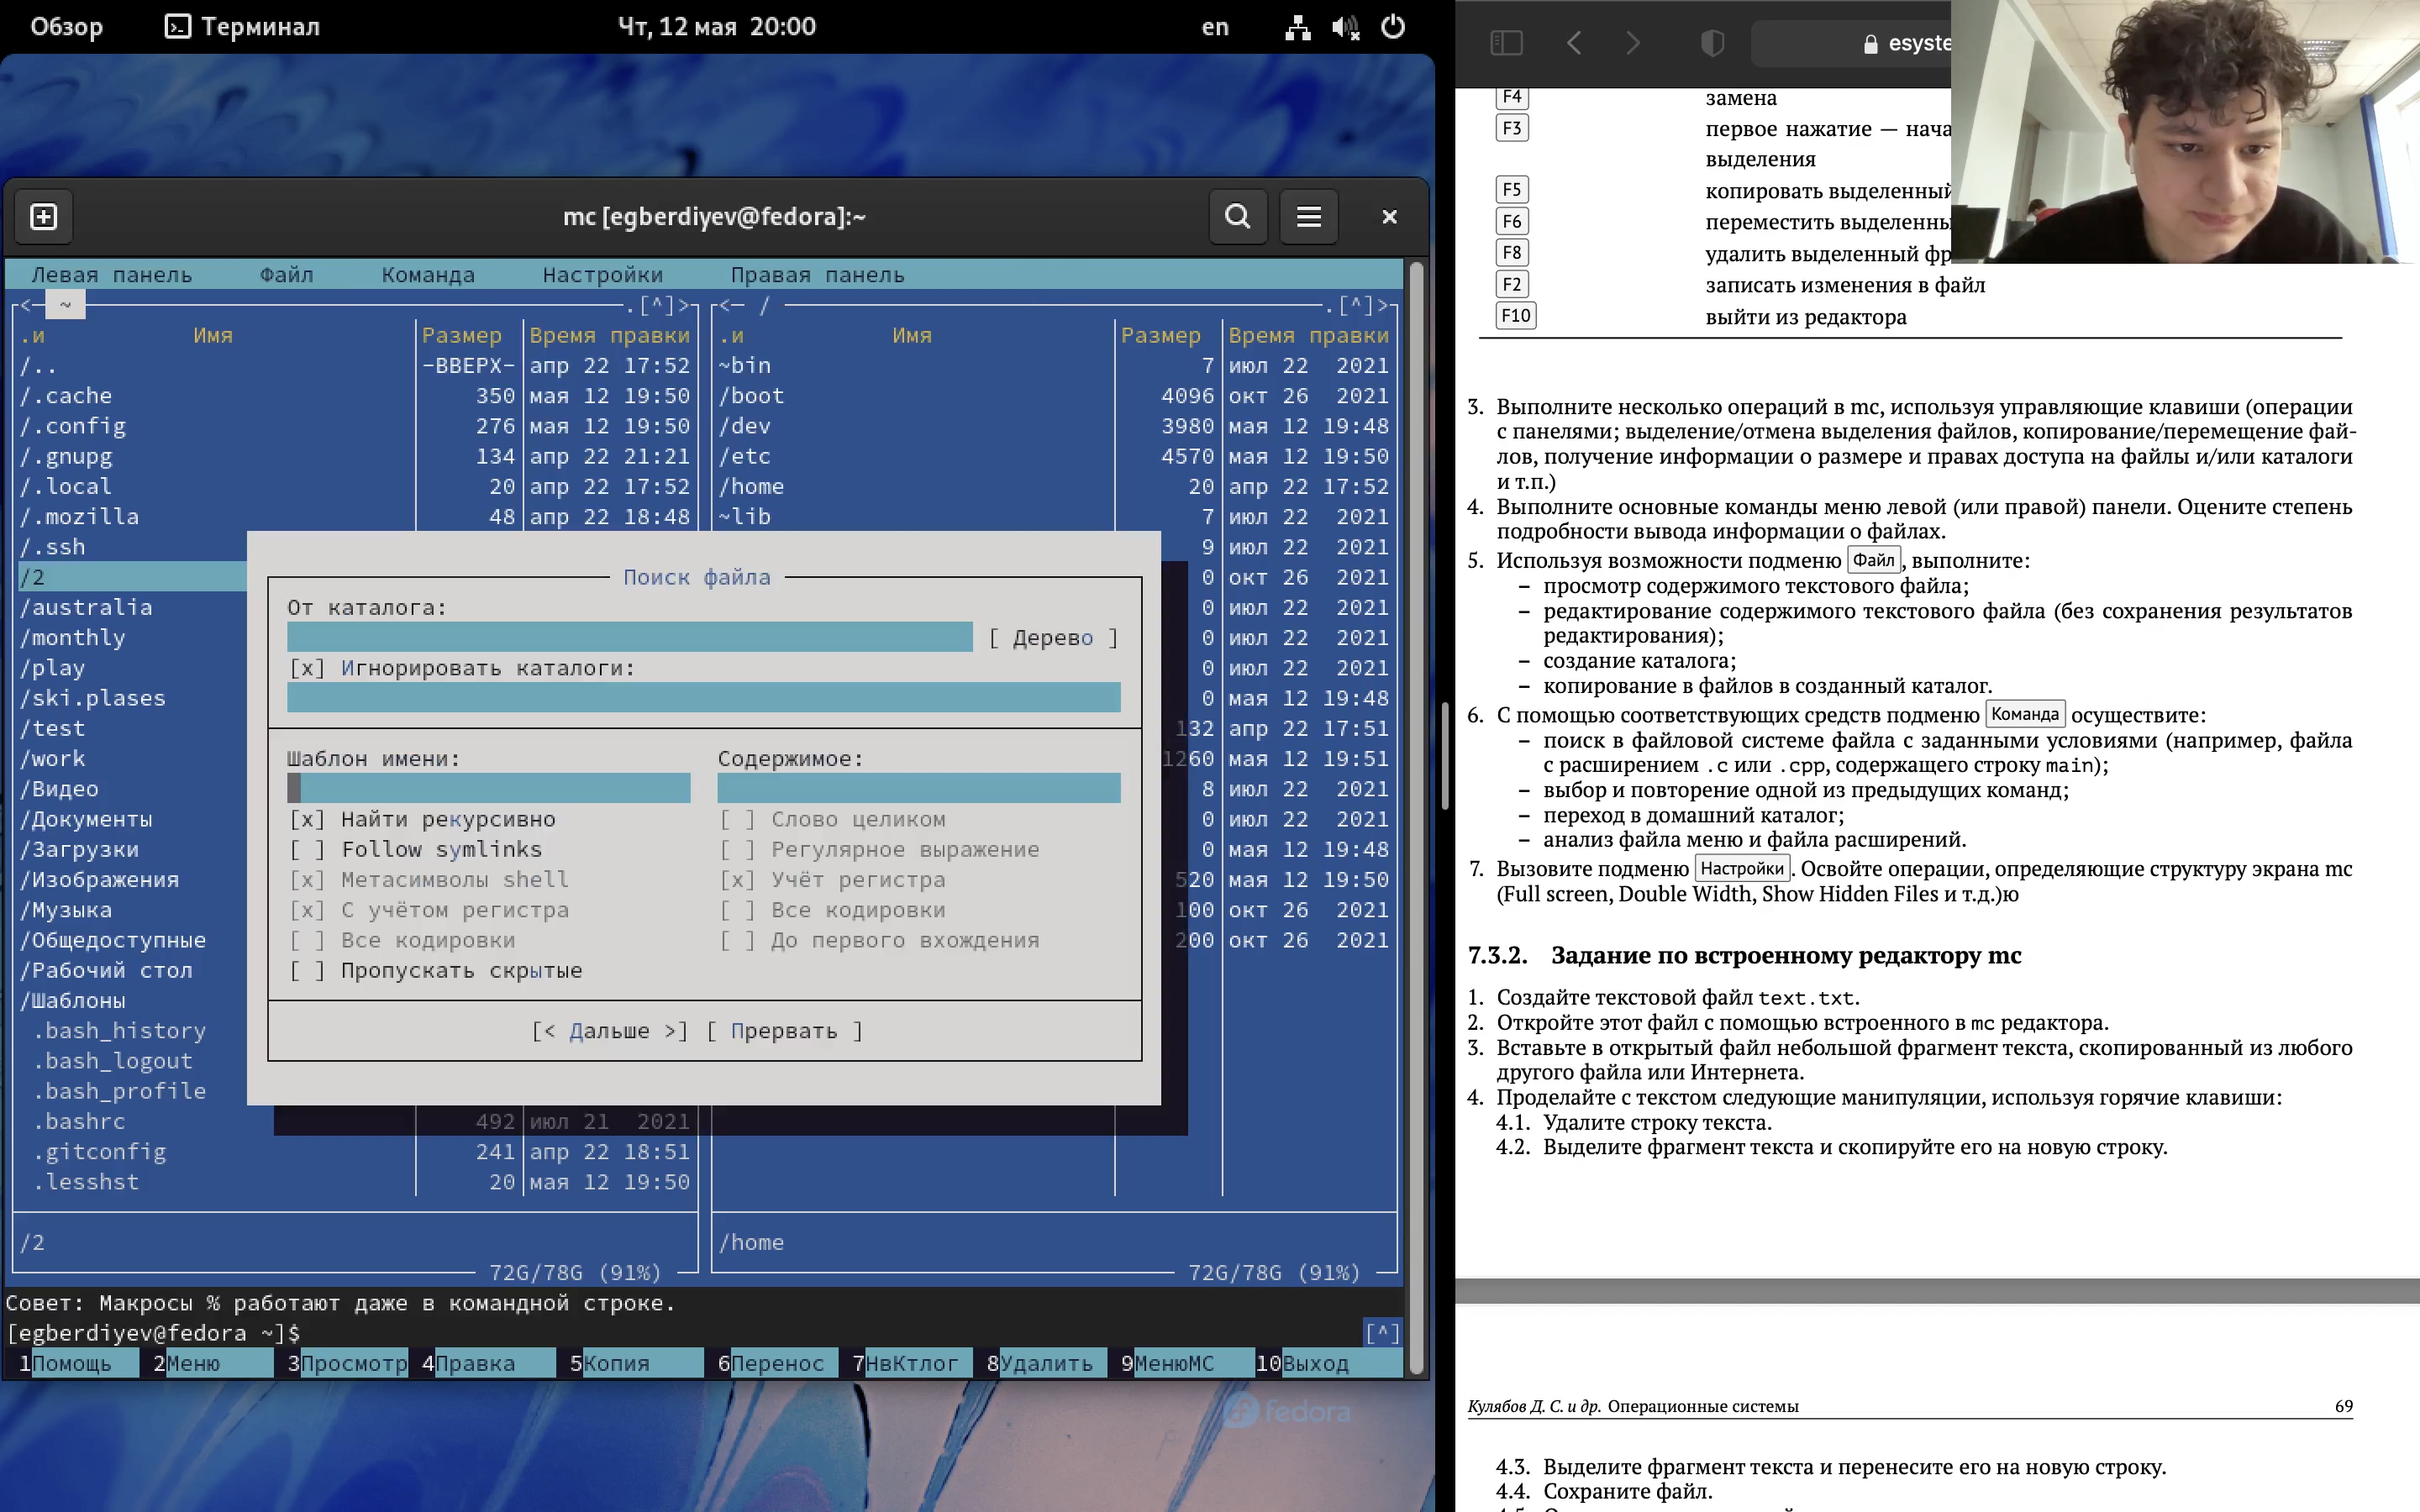 Обзор
Терминал
Чт, 12 мая 20:00
en
mc [egberdiyev@fedora]:~
Левая панель Файл Команда Настройки Правая панель
<— ~ .[^]> <— / .[^]>
.и Имя Размер Время правки .и Имя Размер Время правки
/.. -ВВЕРХ- апр 22 17:52 ~bin 7 июл 22 2021
/.cache 350 мая 12 19:50 /boot 4096 окт 26 2021
/.config 276 мая 12 19:50 /dev 3980 мая 12 19:48
/.gnupg 134 апр 22 21:21 /etc 4570 мая 12 19:50
/.local 20 апр 22 17:52 /home 20 апр 22 17:52
/.mozilla 48 апр 22 18:48 ~lib 7 июл 22 2021
/.ssh 9 июл 22 2021
/2 0 окт 26 2021
/australia 0 июл 22 2021
/monthly 0 июл 22 2021
/play 0 июл 22 2021
/ski.plases 0 мая 12 19:48
/test 132 апр 22 17:51
/work 1260 мая 12 19:51
/Видео 8 июл 22 2021
/Документы 0 июл 22 2021
/Загрузки 0 мая 12 19:48
/Изображения 520 мая 12 19:50
/Музыка 100 окт 26 2021
/Общедоступные 200 окт 26 2021
/Рабочий стол
/Шаблоны
.bash_history
.bash_logout
.bash_profile
.bashrc 492 июл 21 2021
.gitconfig 241 апр 22 18:51
.lesshst 20 мая 12 19:50
/2 /home
72G/78G (91%) 72G/78G (91%)
Поиск файла
От каталога:
[ Дерево ]
[x] Игнорировать каталоги:
Шаблон имени: Содержимое:
[x] Найти рекурсивно [ ] Слово целиком
[ ] Follow symlinks [ ] Регулярное выражение
[x] Метасимволы shell [x] Учёт регистра
[x] С учётом регистра [ ] Все кодировки
[ ] Все кодировки [ ] До первого вхождения
[ ] Пропускать скрытые
[< Дальше >] [ Прервать ]
Совет: Макросы % работают даже в командной строке.
[egberdiyev@fedora ~]$ [^]
1Помощь 2Меню 3Просмотр 4Правка 5Копия 6Перенос 7НвКтлог 8Удалить 9МенюMC 10Выход
fedora
esyste
F4 замена
F3 первое нажатие — нача
выделения
F5 копировать выделенный
F6 переместить выделенны
F8 удалить выделенный фр
F2 записать изменения в файл
F10 выйти из редактора
3. Выполните несколько операций в mc, используя управляющие клавиши (операции
с панелями; выделение/отмена выделения файлов, копирование/перемещение фай-
лов, получение информации о размере и правах доступа на файлы и/или каталоги
и т.п.)
4. Выполните основные команды меню левой (или правой) панели. Оцените степень
подробности вывода информации о файлах.
5. Используя возможности подменю Файл , выполните:
– просмотр содержимого текстового файла;
– редактирование содержимого текстового файла (без сохранения результатов
редактирования);
– создание каталога;
– копирование в файлов в созданный каталог.
6. С помощью соответствующих средств подменю Команда осуществите:
– поиск в файловой системе файла с заданными условиями (например, файла
с расширением .c или .cpp, содержащего строку main);
– выбор и повторение одной из предыдущих команд;
– переход в домашний каталог;
– анализ файла меню и файла расширений.
7. Вызовите подменю Настройки . Освойте операции, определяющие структуру экрана mc
(Full screen, Double Width, Show Hidden Files и т.д.)ю
7.3.2. Задание по встроенному редактору mc
1. Создайте текстовой файл text.txt.
2. Откройте этот файл с помощью встроенного в mc редактора.
3. Вставьте в открытый файл небольшой фрагмент текста, скопированный из любого
другого файла или Интернета.
4. Проделайте с текстом следующие манипуляции, используя горячие клавиши:
4.1. Удалите строку текста.
4.2. Выделите фрагмент текста и скопируйте его на новую строку.
Кулябов Д. С. и др. Операционные системы 69
4.3. Выделите фрагмент текста и перенесите его на новую строку.
4.4. Сохраните файл.